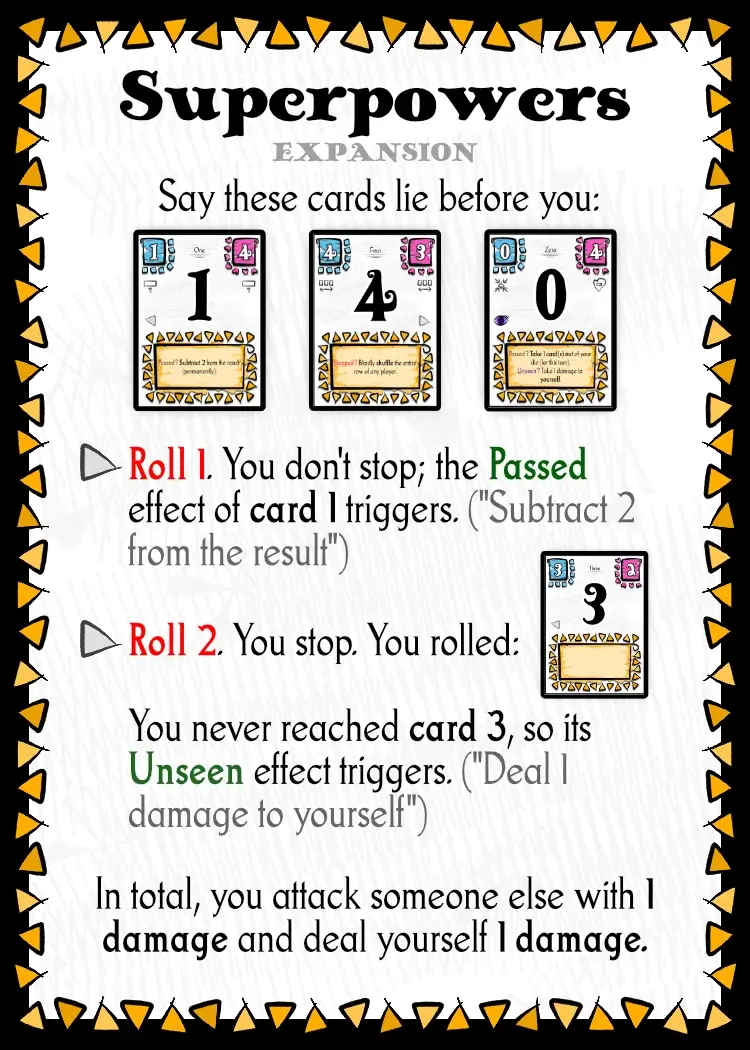 Superpowers
EXPANSION
Say these cards lie before you:
1 One 4
4 Four 3
0 Zero 4
1
4
0
Passed? Subtract 2 from the result
(permanently).
Stopped? Blindly shuffle the entire
row of any player.
Passed? Take 1 card(s) out of your
die (for this turn).
Unseen? Take 1 damage to
yourself.
Roll 1. You don't stop; the Passed
effect of card 1 triggers. ("Subtract 2
from the result")
3 Three 2
3
Roll 2. You stop. You rolled:
You never reached card 3, so its
Unseen effect triggers. ("Deal 1
damage to yourself")
In total, you attack someone else with 1
damage and deal yourself 1 damage.